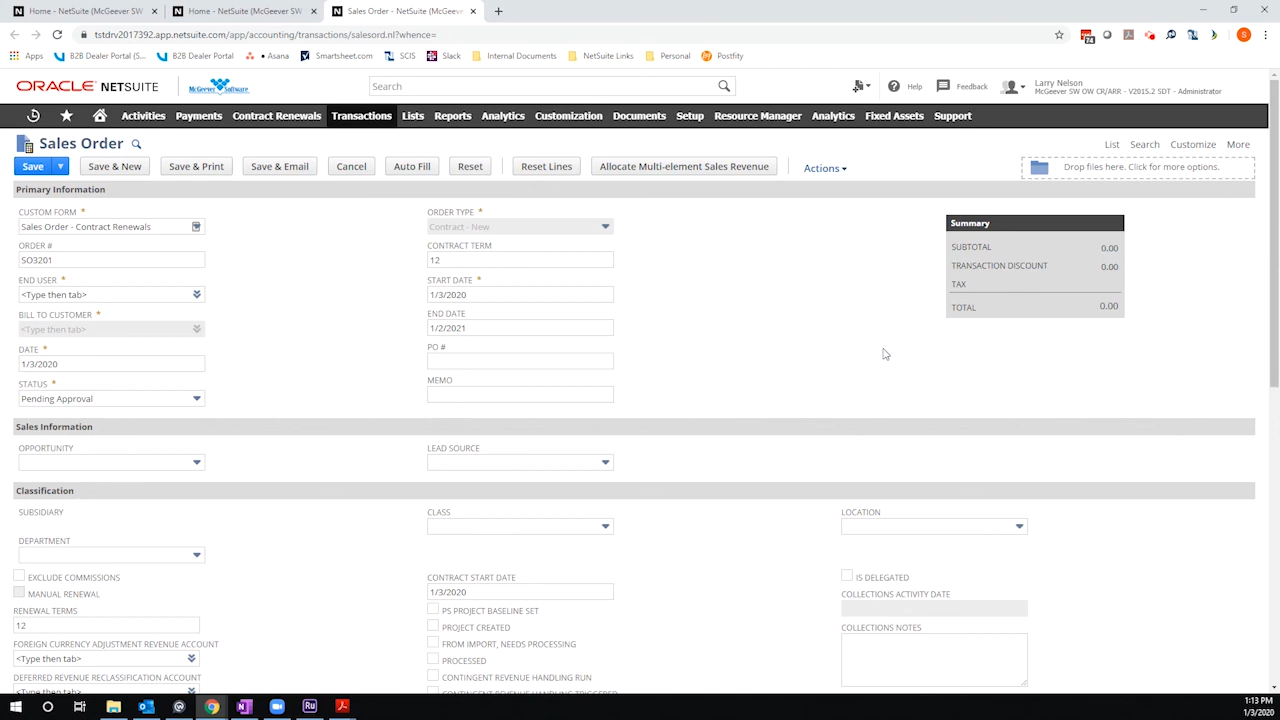 Home - NetSuite (McGeever SW
Home - NetSuite (McGeever SW
Sales Order - NetSuite (McGeev
tstdrv2017392.app.netsuite.com/app/accounting/transactions/salesord.nl?whence=
74
S
Apps
B2B Dealer Portal (S...
B2B Dealer Portal
Asana
Smartsheet.com
SCIS
Slack
Internal Documents
NetSuite Links
Personal
Postfity
ORACLE NETSUITE
McGeever Software
Search
Help
Feedback
Larry Nelson
McGeever SW OW CR/ARR - V2015.2 SDT - Administrator
Activities Payments Contract Renewals Transactions Lists Reports Analytics Customization Documents Setup Resource Manager Analytics Fixed Assets Support
Sales Order
List Search Customize More
Save
Save & New
Save & Print
Save & Email
Cancel
Auto Fill
Reset
Reset Lines
Allocate Multi-element Sales Revenue
Actions
Drop files here. Click for more options.
Primary Information
CUSTOM FORM *
Sales Order - Contract Renewals
ORDER #
SO3201
END USER *
<Type then tab>
BILL TO CUSTOMER *
<Type then tab>
DATE *
1/3/2020
STATUS *
Pending Approval
ORDER TYPE *
Contract - New
CONTRACT TERM
12
START DATE *
1/3/2020
END DATE
1/2/2021
PO #
MEMO
Summary
SUBTOTAL 0.00
TRANSACTION DISCOUNT 0.00
TAX
TOTAL 0.00
Sales Information
OPPORTUNITY
LEAD SOURCE
Classification
SUBSIDIARY
DEPARTMENT
EXCLUDE COMMISSIONS
MANUAL RENEWAL
RENEWAL TERMS
12
FOREIGN CURRENCY ADJUSTMENT REVENUE ACCOUNT
<Type then tab>
DEFERRED REVENUE RECLASSIFICATION ACCOUNT
<Type then tab>
CLASS
CONTRACT START DATE
1/3/2020
PS PROJECT BASELINE SET
PROJECT CREATED
FROM IMPORT, NEEDS PROCESSING
PROCESSED
CONTINGENT REVENUE HANDLING RUN
CONTINGENT REVENUE HANDLING TRIGGERED
LOCATION
IS DELEGATED
COLLECTIONS ACTIVITY DATE
COLLECTIONS NOTES
Ru
1:13 PM
1/3/2020